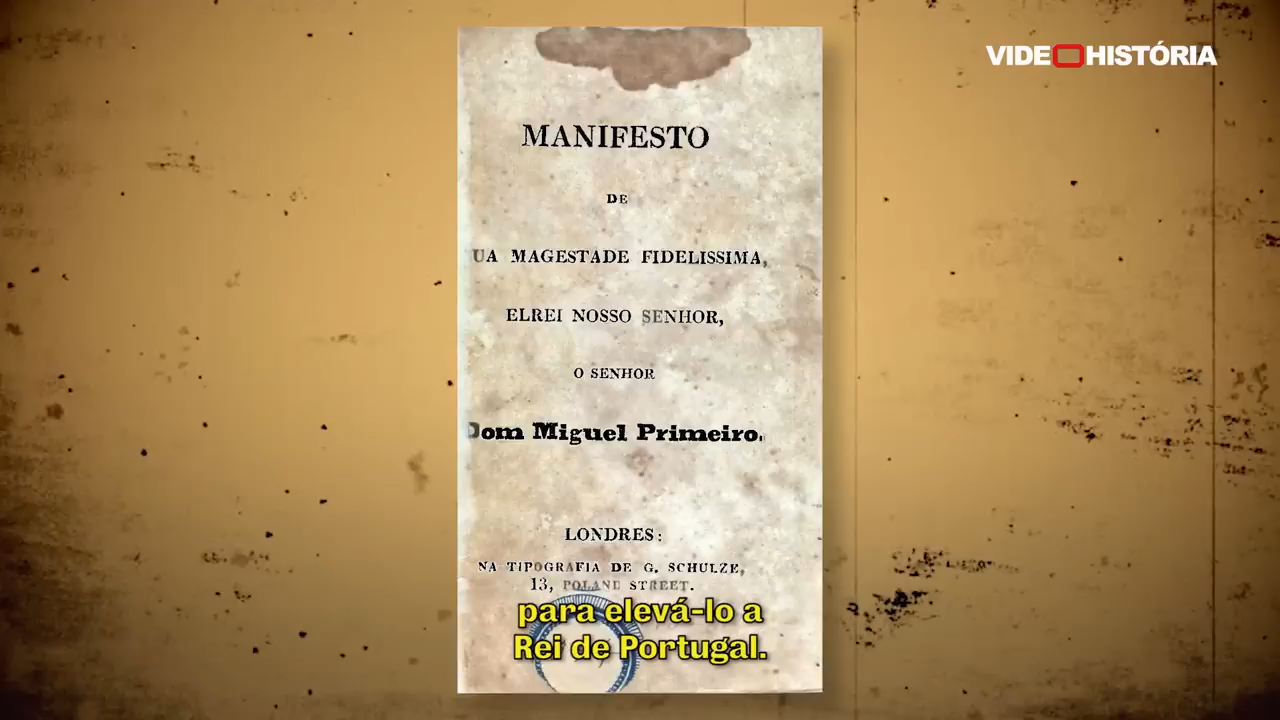 VIDEOHISTÓRIA
MANIFESTO
DE
UA MAGESTADE FIDELISSIMA,
ELREI NOSSO SENHOR,
O SENHOR
Dom Miguel Primeiro.
LONDRES:
NA TIPOGRAFIA DE G. SCHULZE,
13, POLAND STREET.
para elevá-lo a
Rei de Portugal.